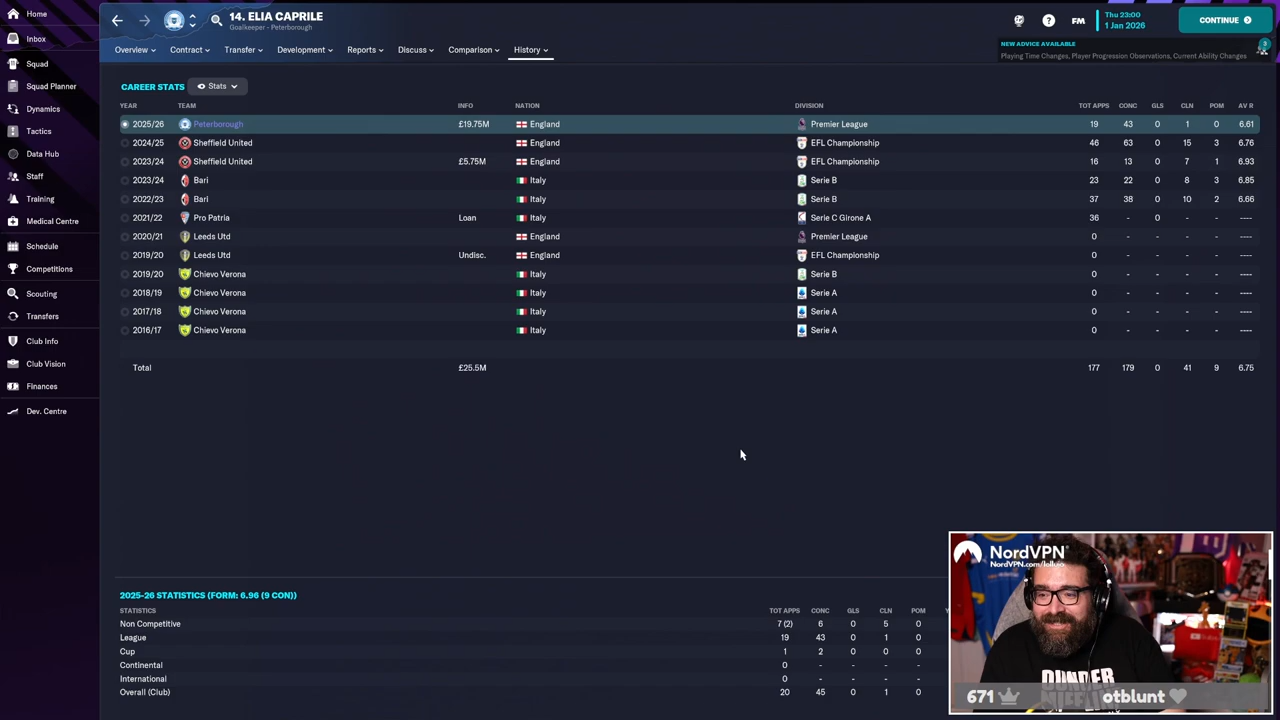 Home
Inbox
Squad
Squad Planner
Dynamics
Tactics
Data Hub
Staff
Training
Medical Centre
Schedule
Competitions
Scouting
Transfers
Club Info
Club Vision
Finances
Dev. Centre
14. ELIA CAPRILE
Goalkeeper - Peterborough
FM
Thu 23:00
1 Jan 2026
CONTINUE
Overview Contract Transfer Development Reports Discuss Comparison History
NEW ADVICE AVAILABLE 3
Playing Time Changes, Player Progression Observations, Current Ability Changes
CAREER STATS Stats
YEAR TEAM INFO NATION DIVISION TOT APPS CONC GLS CLN POM AV R
2025/26 Peterborough £19.75M England Premier League 19 43 0 1 0 6.61
2024/25 Sheffield United England EFL Championship 46 63 0 15 3 6.76
2023/24 Sheffield United £5.75M England EFL Championship 16 13 0 7 1 6.93
2023/24 Bari Italy Serie B 23 22 0 8 3 6.85
2022/23 Bari Italy Serie B 37 38 0 10 2 6.66
2021/22 Pro Patria Loan Italy Serie C Girone A 36 - 0 - - ----
2020/21 Leeds Utd England Premier League 0 - - - - ----
2019/20 Leeds Utd Undisc. England EFL Championship 0 - - - - ----
2019/20 Chievo Verona Italy Serie B 0 - - - - ----
2018/19 Chievo Verona Italy Serie A 0 - - - - ----
2017/18 Chievo Verona Italy Serie A 0 - - - - ----
2016/17 Chievo Verona Italy Serie A 0 - - - - ----
Total £25.5M 177 179 0 41 9 6.75
2025-26 STATISTICS (FORM: 6.96 (9 CON))
STATISTICS TOT APPS CONC GLS CLN POM
Non Competitive 7 (2) 6 0 5 0
League 19 43 0 1 0
Cup 1 2 0 0 0
Continental 0 - - - -
International 0 - - - -
Overall (Club) 20 45 0 1 0
NordVPN
DUNDER
671 otblunt